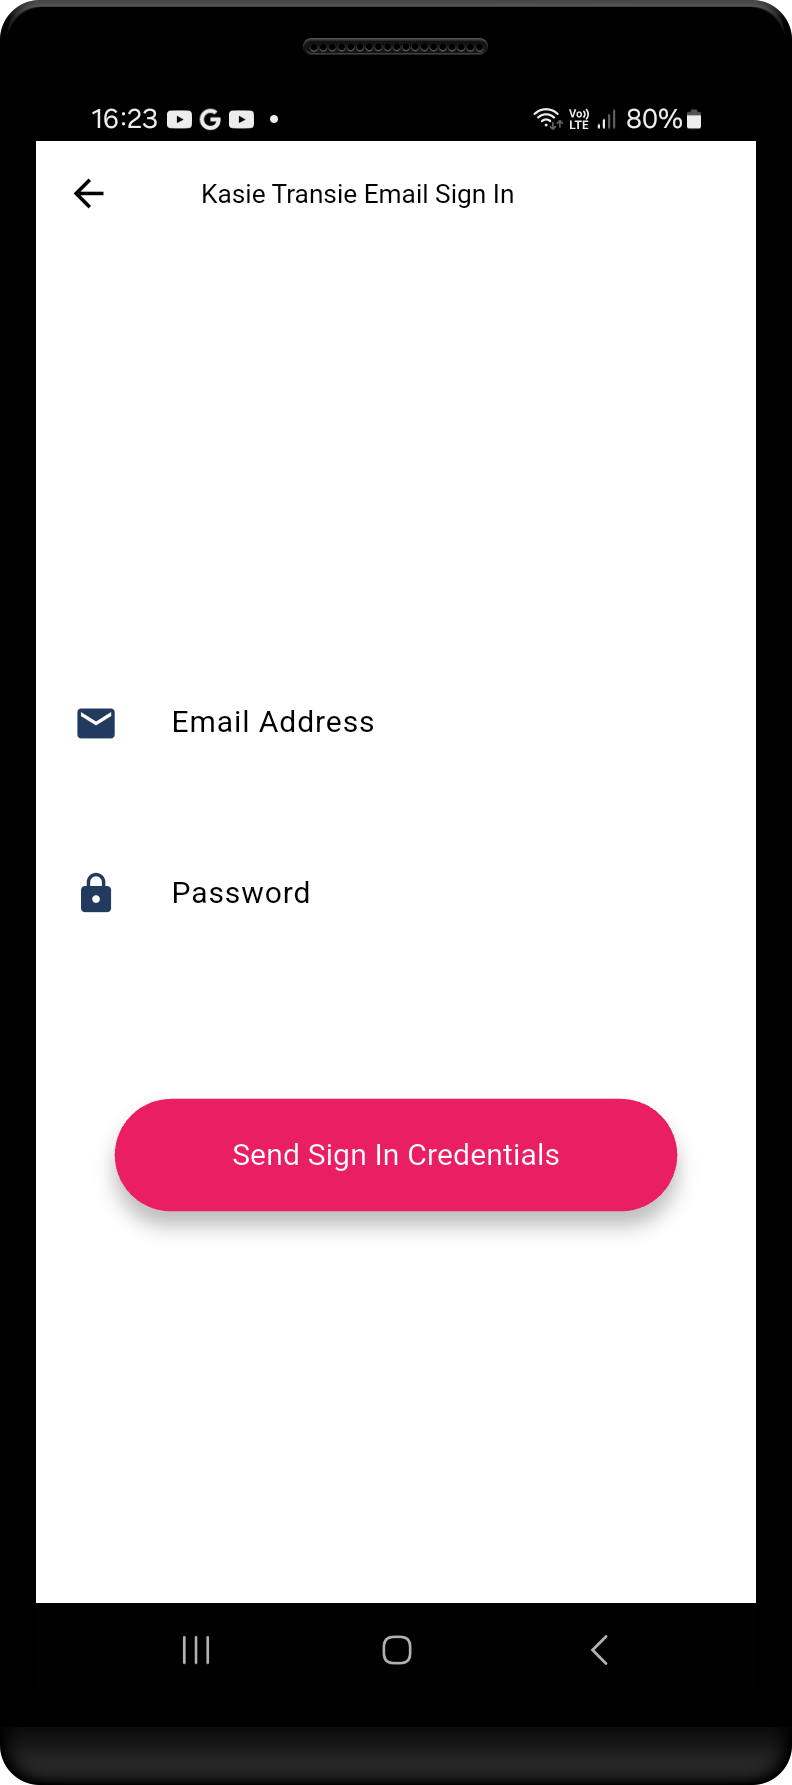 16:23 G Vo)) LTE 80%
Kasie Transie Email Sign In
Email Address
Password
Send Sign In Credentials